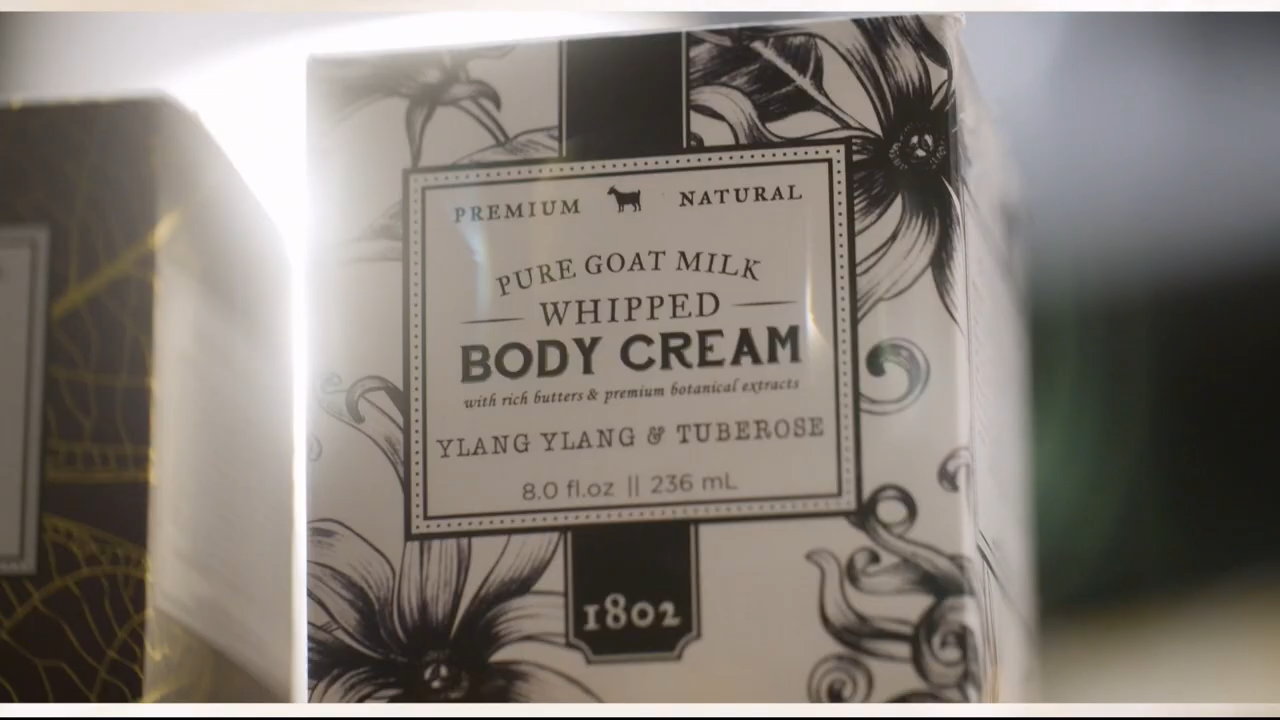 PREMIUM NATURAL
PURE GOAT MILK
WHIPPED
BODY CREAM
with rich butters & premium botanical extracts
YLANG YLANG & TUBEROSE
8.0 fl.oz || 236 mL
1802